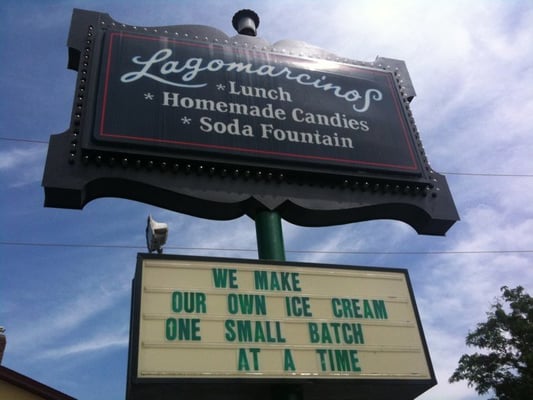 Lagomarcinos
* Lunch
* Homemade Candies
* Soda Fountain
WE MAKE
OUR OWN ICE CREAM
ONE SMALL BATCH
AT A TIME